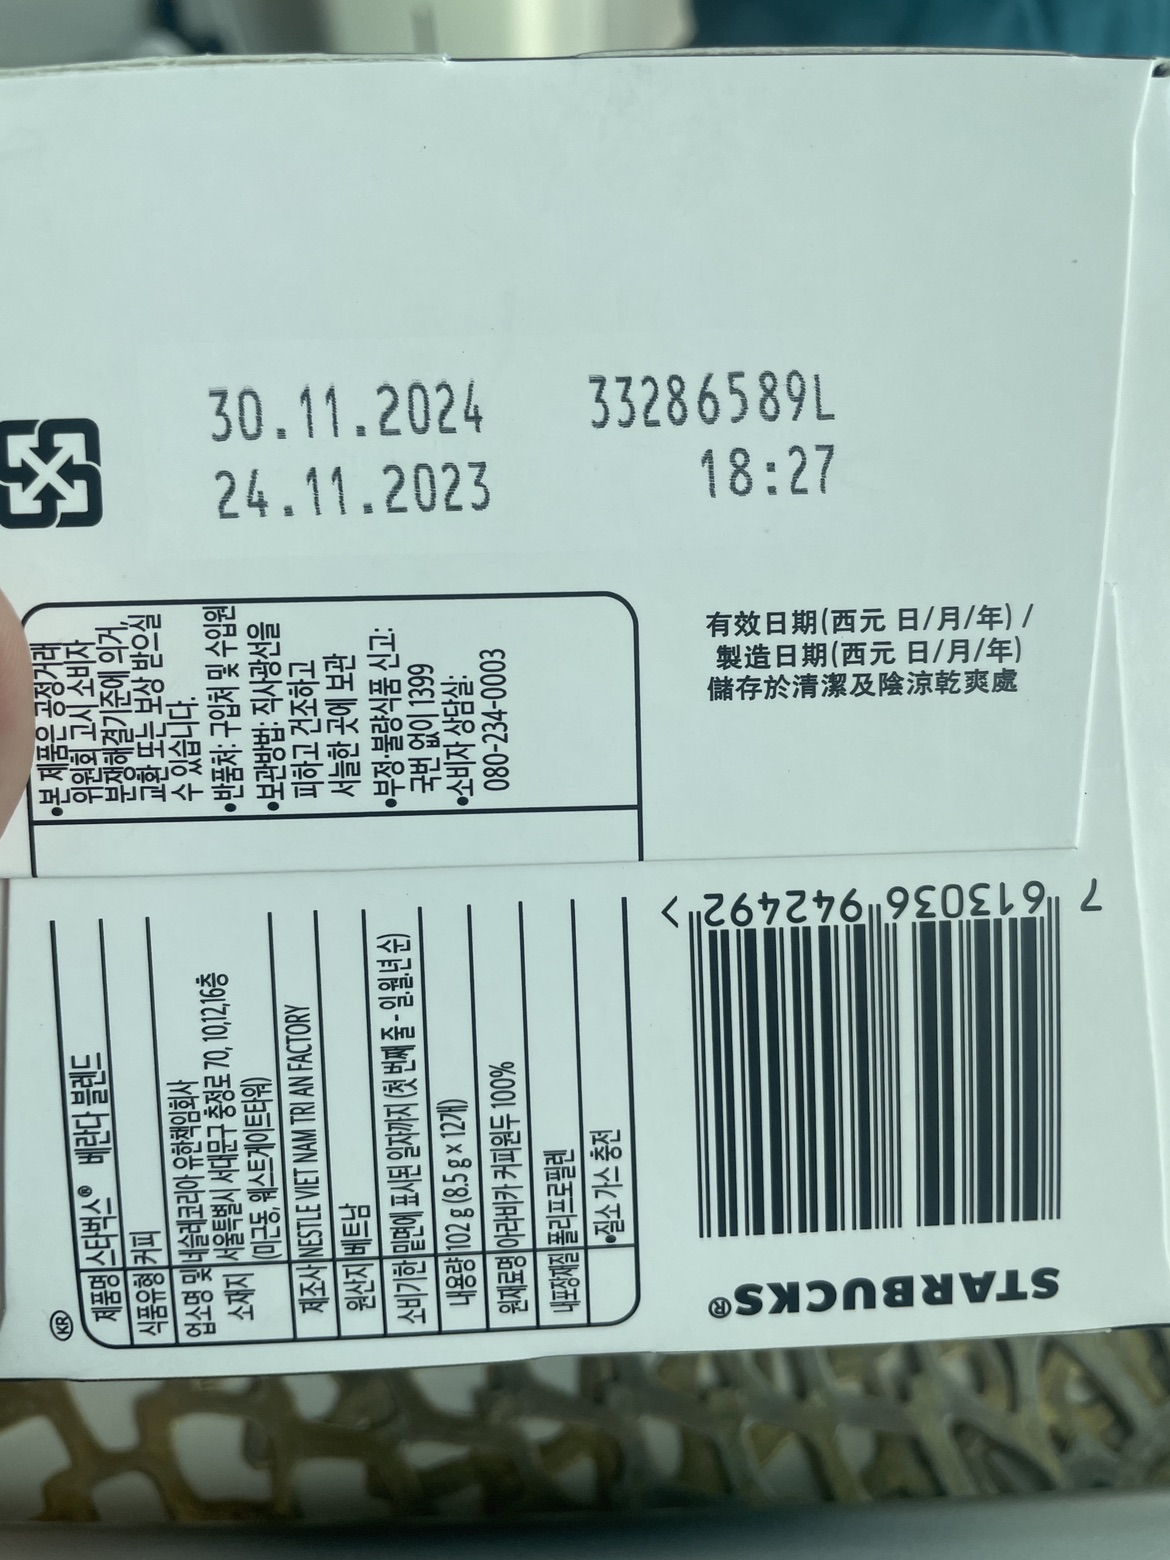 30.11.2024 33286589L
24.11.2023 18:27
有效日期(西元 日/月/年) /
製造日期(西元 日/月/年)
儲存於清潔及陰涼乾爽處
•본 제품은 공정거래
위원회 고시 소비자
분쟁해결기준에 의거,
교환 또는 보상 받으실
수 있습니다.
•반품처: 구입처 및 수입원
•보관방법: 직사광선을
피하고 건조하고
서늘한 곳에 보관
•부정·불량식품 신고:
국번 없이 1399
•소비자 상담실:
080-234-0003
KR
제품명 스타벅스® 베란다 블렌드
식품유형 커피
업소명 및 네슬레코리아 유한책임회사
소재지 서울특별시 서대문구 충정로 70, 10,12,16층
(미근동, 웨스트게이트타워)
제조사 NESTLE VIET NAM TRI AN FACTORY
원산지 베트남
소비기한 밑면에 표시된 일자까지 (첫 번째 줄 - 일.월.년 순)
내용량 102 g (8.5 g x 12개)
원재료명 아라비카 커피원두 100%
내포장재질 폴리프로필렌
•질소 가스 충전
7 613036 942492 >
STARBUCKS®